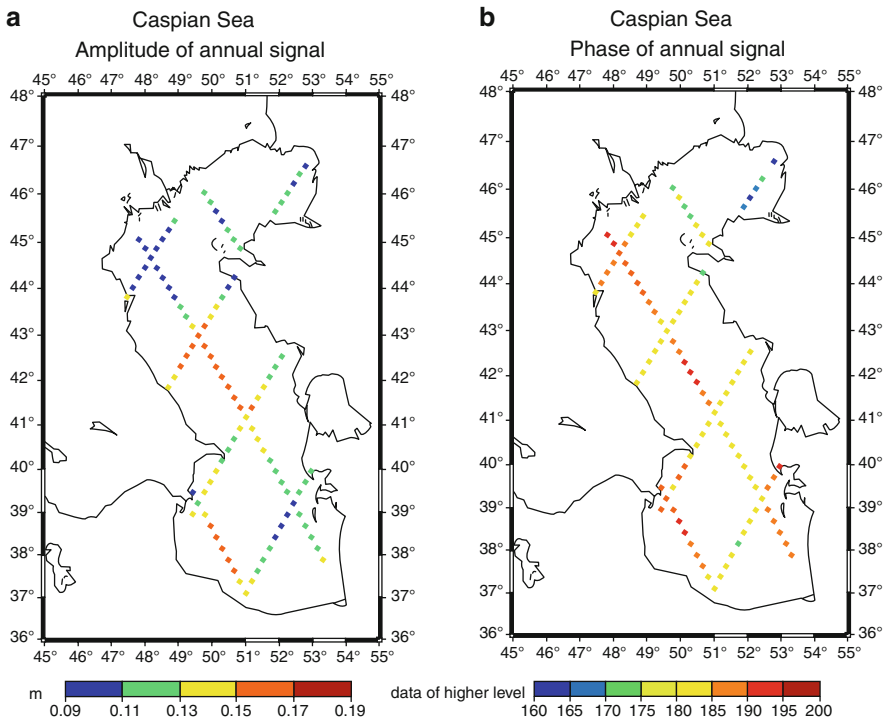 a
Caspian Sea
Amplitude of annual signal
45° 46° 47° 48° 49° 50° 51° 52° 53° 54° 55°
48° 48°
47° 47°
46° 46°
45° 45°
44° 44°
43° 43°
42° 42°
41° 41°
40° 40°
39° 39°
38° 38°
37° 37°
36° 36°
45° 46° 47° 48° 49° 50° 51° 52° 53° 54° 55°
m
0.09 0.11 0.13 0.15 0.17 0.19
b
Caspian Sea
Phase of annual signal
45° 46° 47° 48° 49° 50° 51° 52° 53° 54° 55°
48° 48°
47° 47°
46° 46°
45° 45°
44° 44°
43° 43°
42° 42°
41° 41°
40° 40°
39° 39°
38° 38°
37° 37°
36° 36°
45° 46° 47° 48° 49° 50° 51° 52° 53° 54° 55°
data of higher level
160 165 170 175 180 185 190 195 200